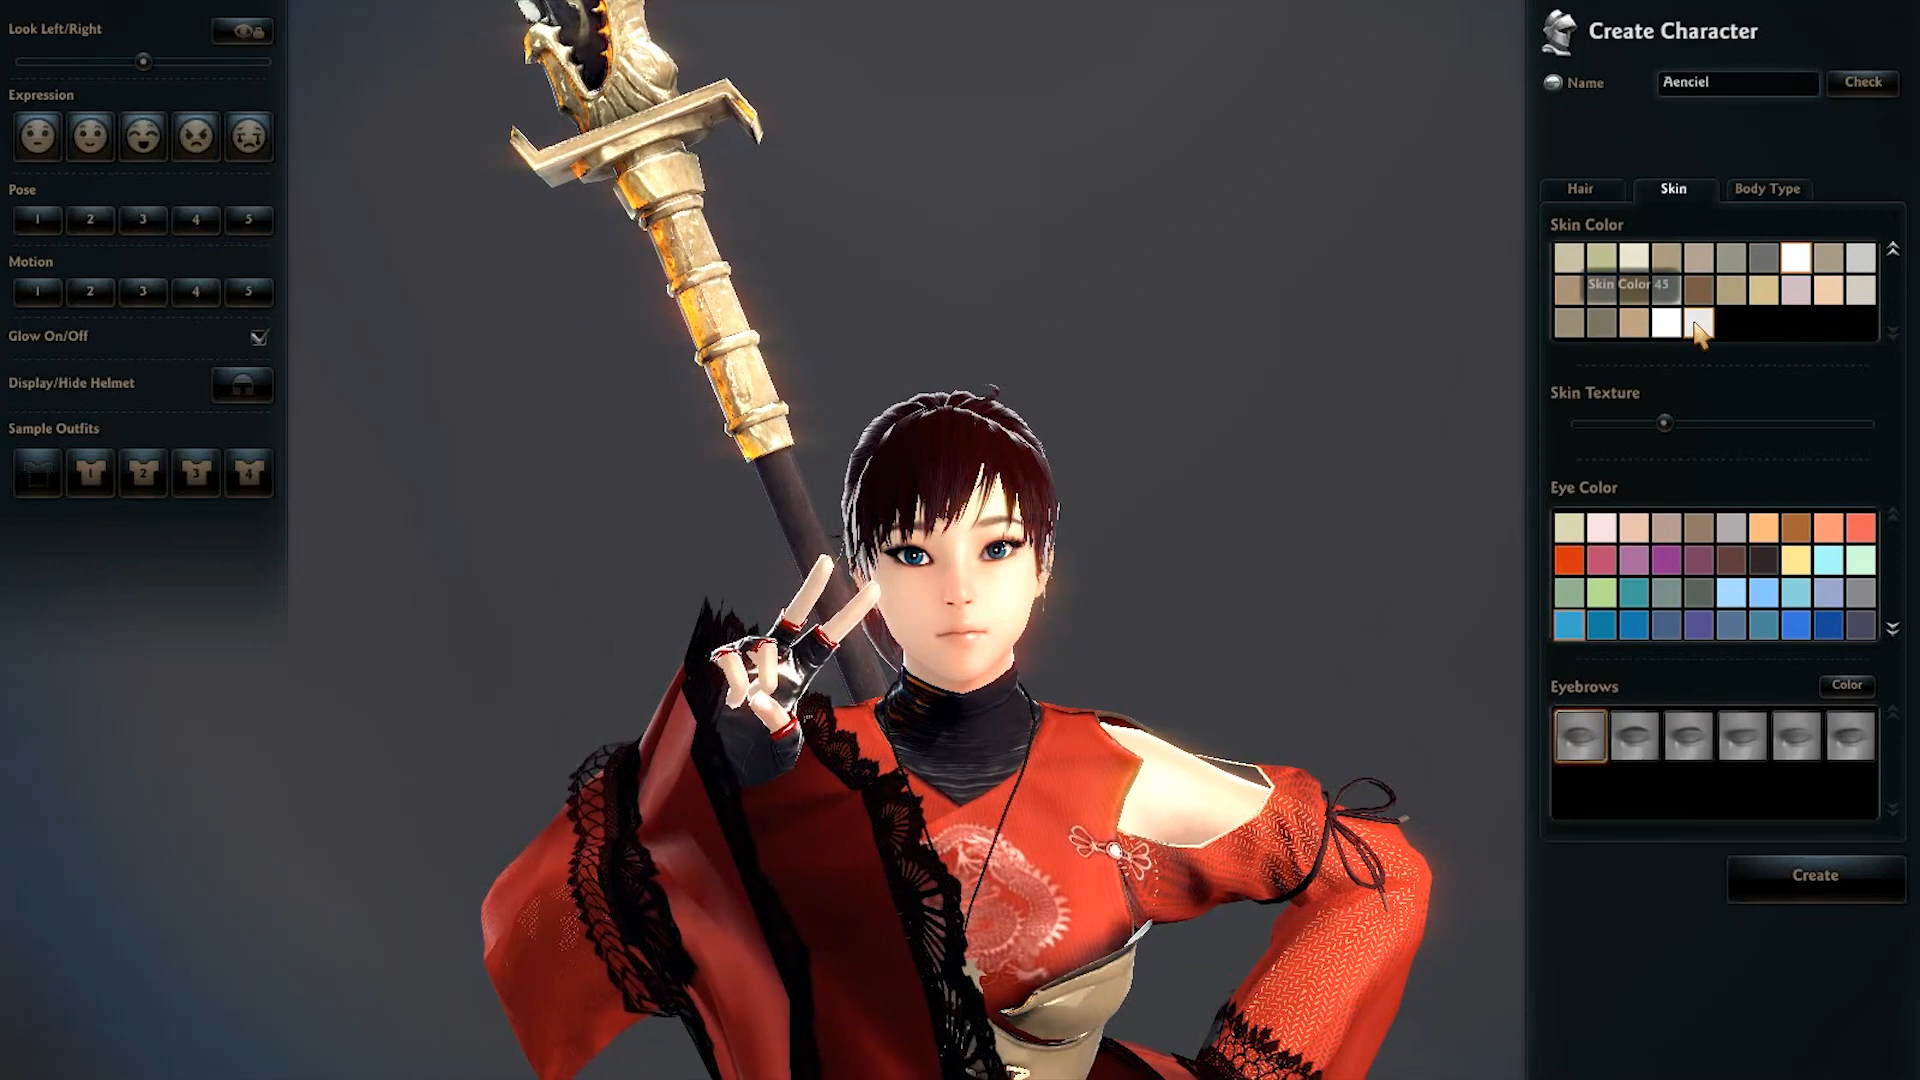 Look Left/Right
Expression
Pose
1 2 3 4 5
Motion
1 2 3 4 5
Glow On/Off
Display/Hide Helmet
Sample Outfits
1 2 3 4
Create Character
Name Aenciel Check
Hair Skin Body Type
Skin Color
Skin Color 45
Skin Texture
Eye Color
Eyebrows Color
Create